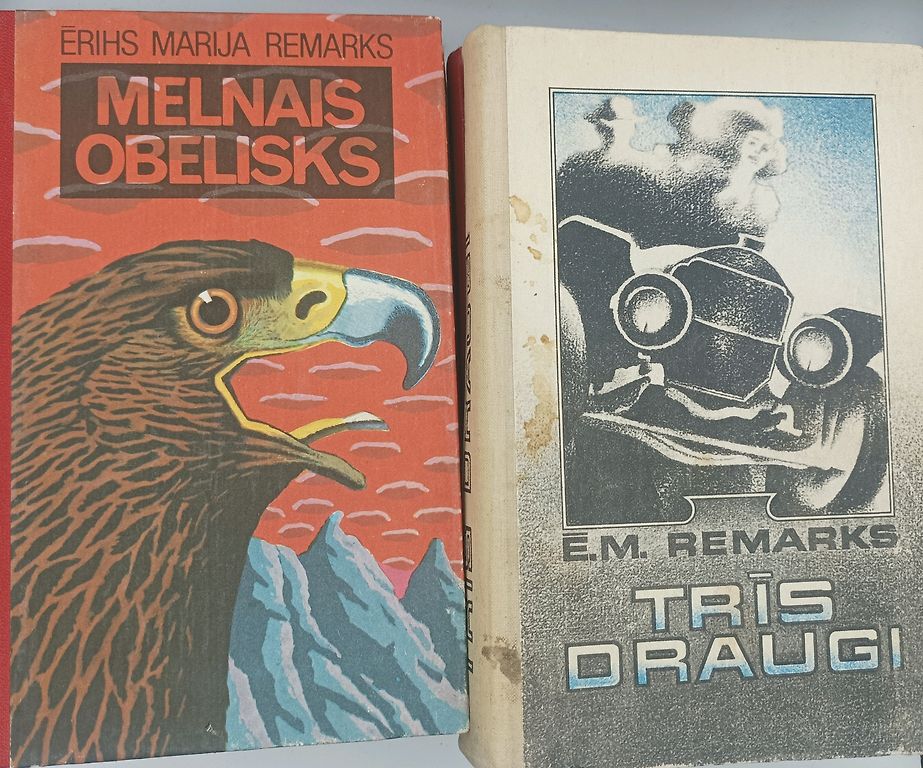 ĒRIHS MARIJA REMARKS
MELNAIS
OBELISKS
Ē.M. REMARKS
TRĪS
DRAUGI